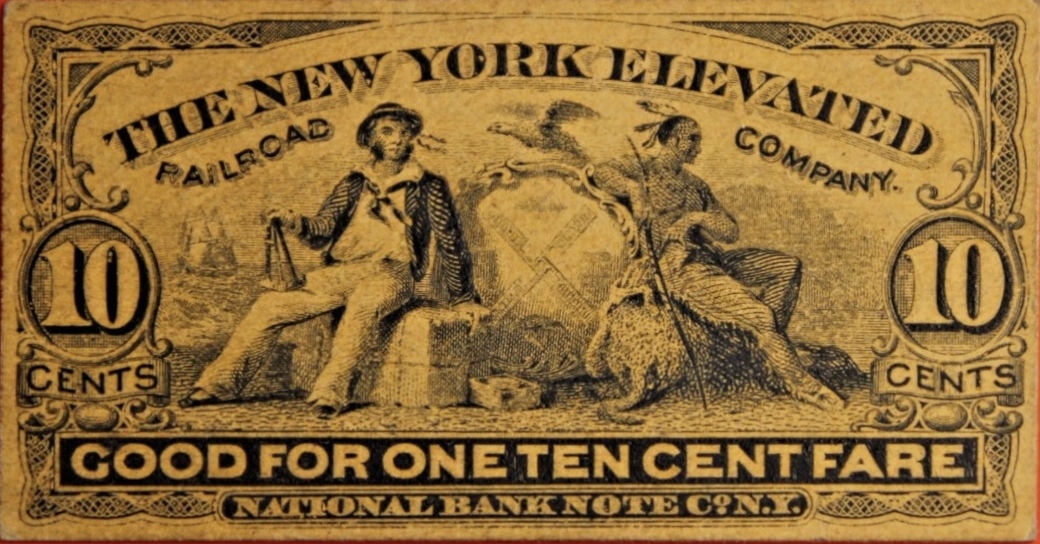 THE NEW YORK ELEVATED
RAILROAD COMPANY.
10 10
CENTS CENTS
GOOD FOR ONE TEN CENT FARE
NATIONAL BANK NOTE Co. N.Y.